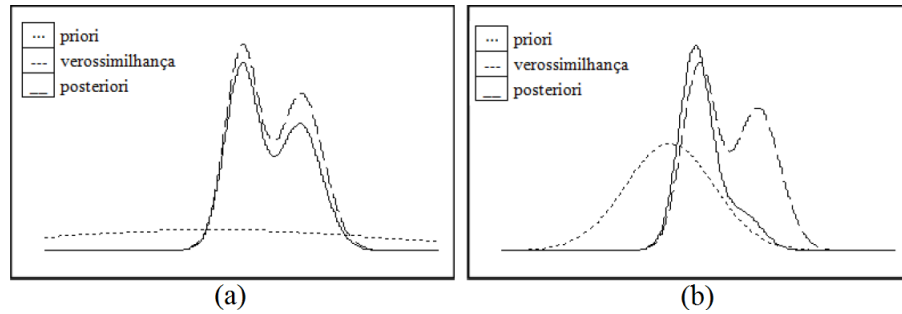 priori
verossimilhança
posteriori
(a)
priori
verossimilhança
posteriori
(b)